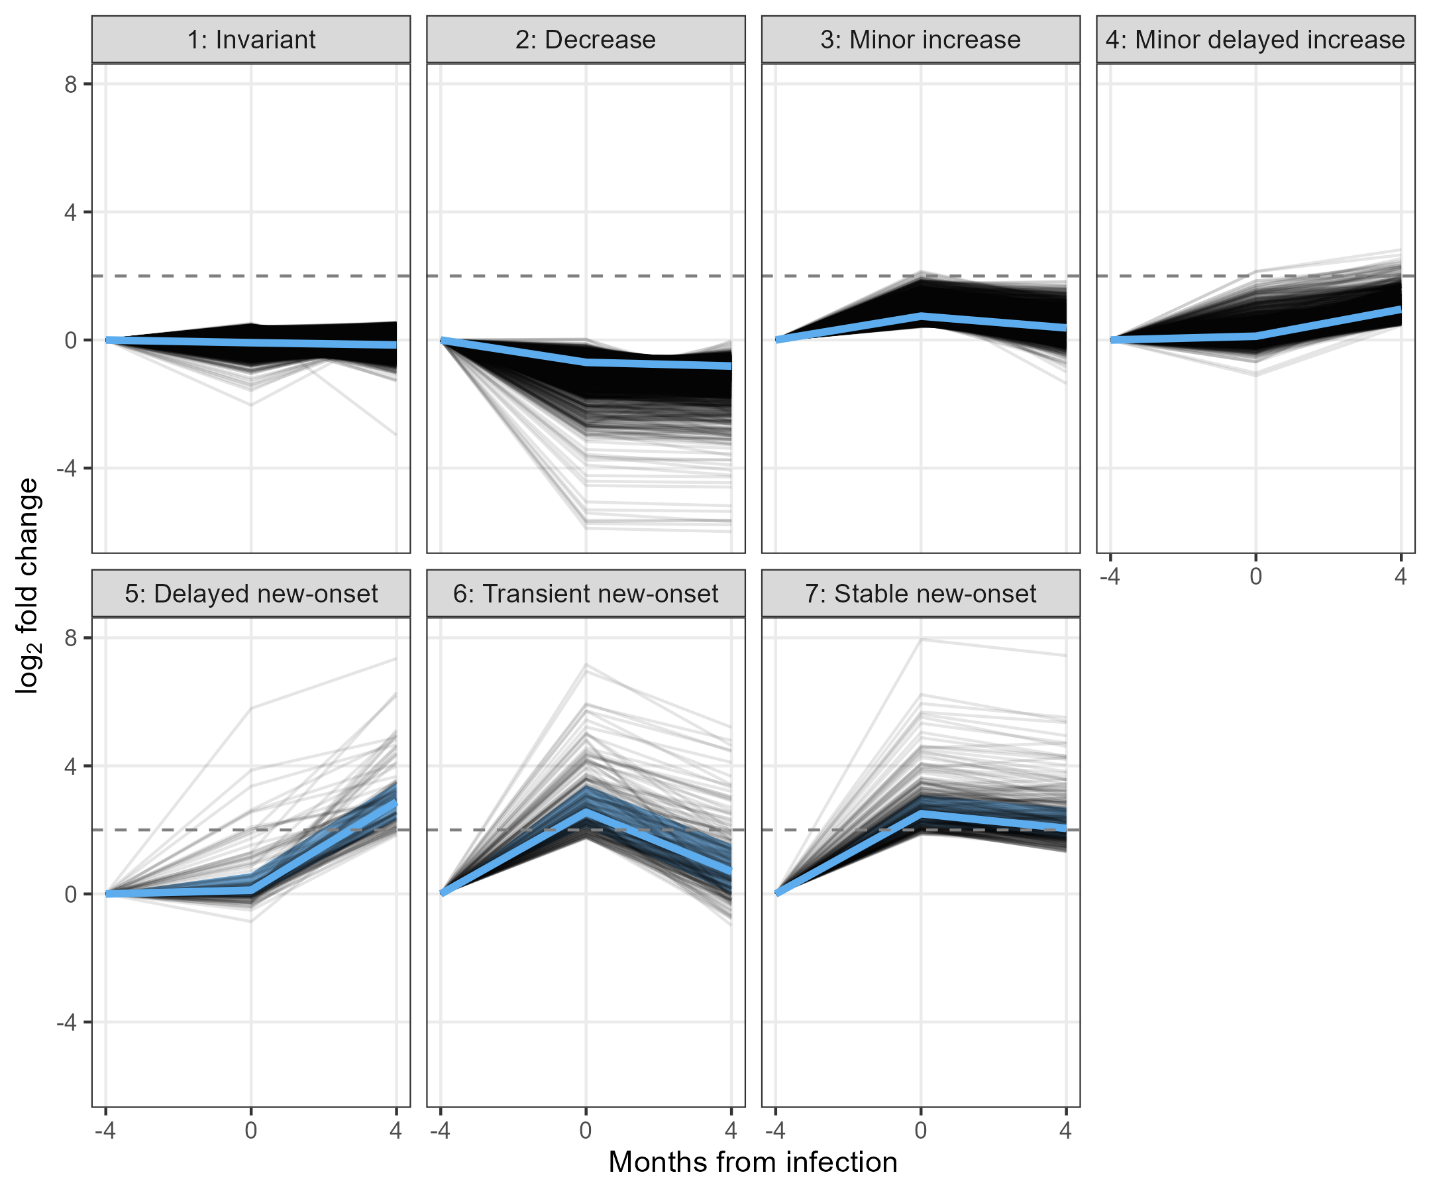 1: Invariant
2: Decrease
3: Minor increase
4: Minor delayed increase
8
4
0
-4
-4 0 4
log2 fold change
5: Delayed new-onset
6: Transient new-onset
7: Stable new-onset
8
4
0
-4
-4 0 4
-4 0 4
-4 0 4
Months from infection